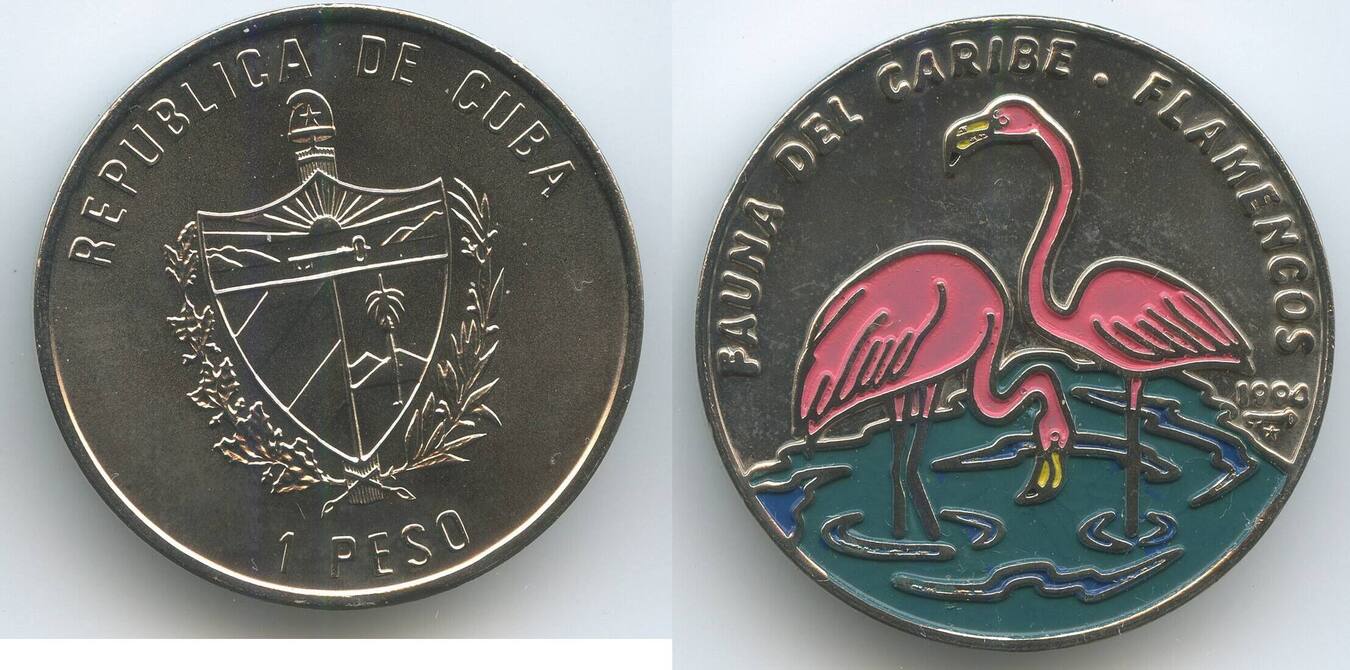 REPUBLICA DE CUBA
1 PESO
FAUNA DEL CARIBE . FLAMENCOS